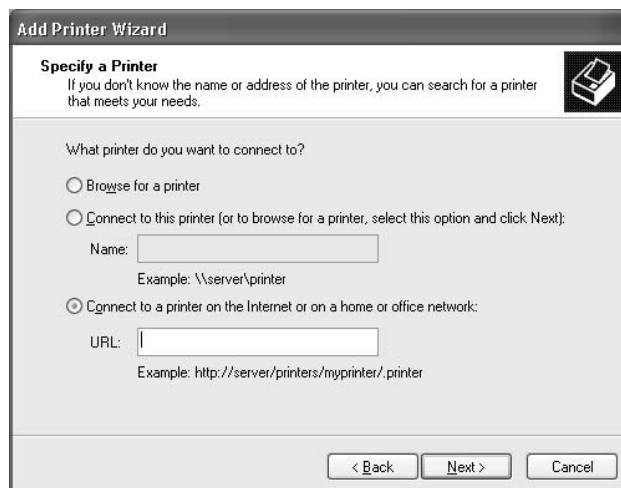 Add Printer Wizard
Specify a Printer
If you don't know the name or address of the printer, you can search for a printer
that meets your needs.
What printer do you want to connect to?
Browse for a printer
Connect to this printer (or to browse for a printer, select this option and click Next):
Name:
Example: \\server\printer
Connect to a printer on the Internet or on a home or office network:
URL:
Example: http://server/printers/myprinter/.printer
< Back Next > Cancel